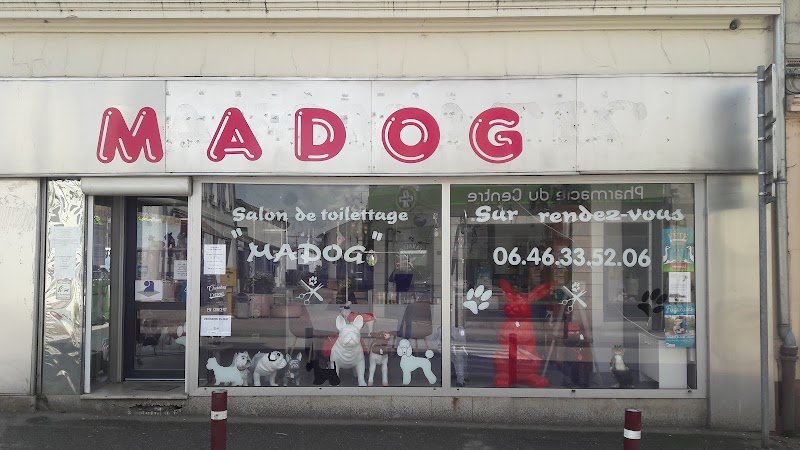 MADOG
Pharmacie du Centre
Salon de toilettage
"MADOG"
Sur rendez-vous
06.46.33.52.06